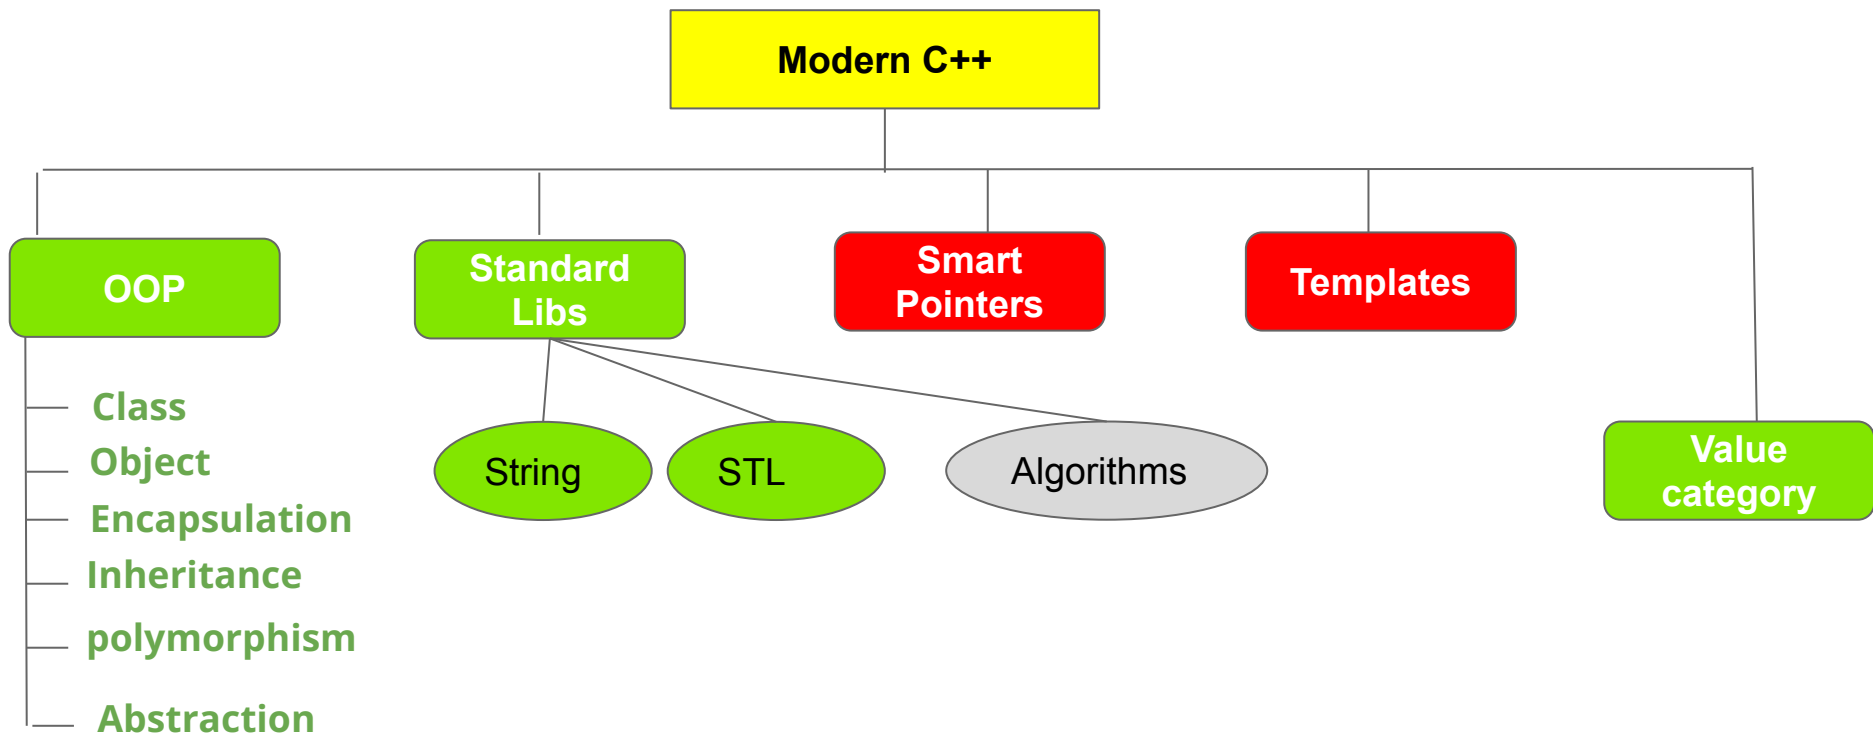 Modern C++
OOP
Standard
Libs
Smart
Pointers
Templates
Class
Object
Encapsulation
Inheritance
polymorphism
Abstraction
String
STL
Algorithms
Value
category